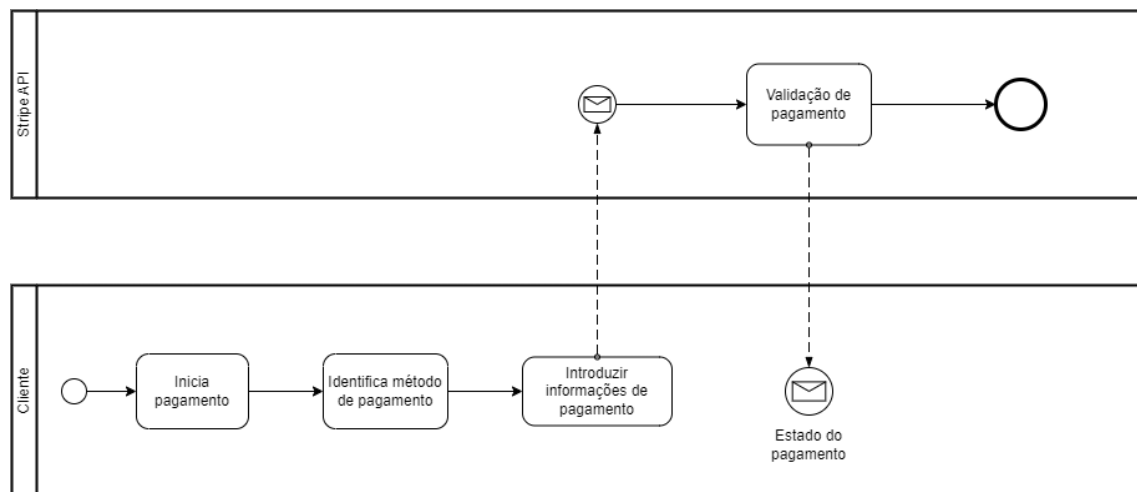 Stripe API
Validação de
pagamento
Cliente
Inicia
pagamento
Identifica método
de pagamento
Introduzir
informações de
pagamento
Estado do
pagamento